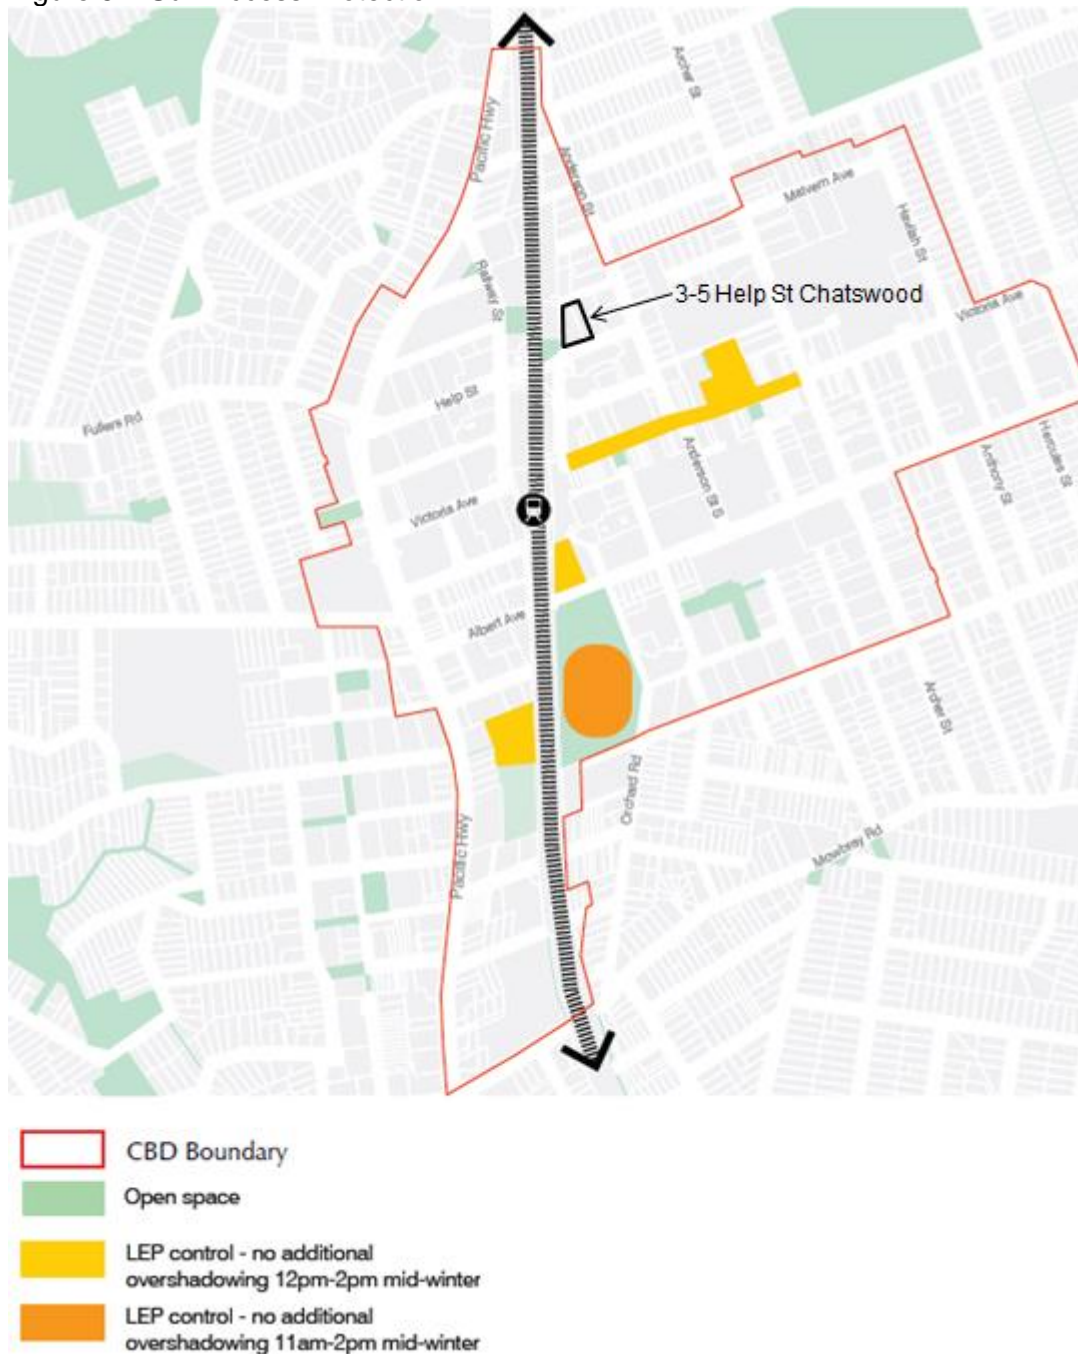 Archer St
Pacific Hwy
Anderson St
Malvern Ave
Havilah St
Railway St
3-5 Help St Chatswood
Victoria Ave
Help St
Fullers Rd
Anderson St S
Hercules St
Anthony St
Victoria Ave
Albert Ave
Archer St
Orchard Rd
Pacific Hwy
Mowbray Rd
CBD Boundary
Open space
LEP control - no additional
overshadowing 12pm-2pm mid-winter
LEP control - no additional
overshadowing 11am-2pm mid-winter